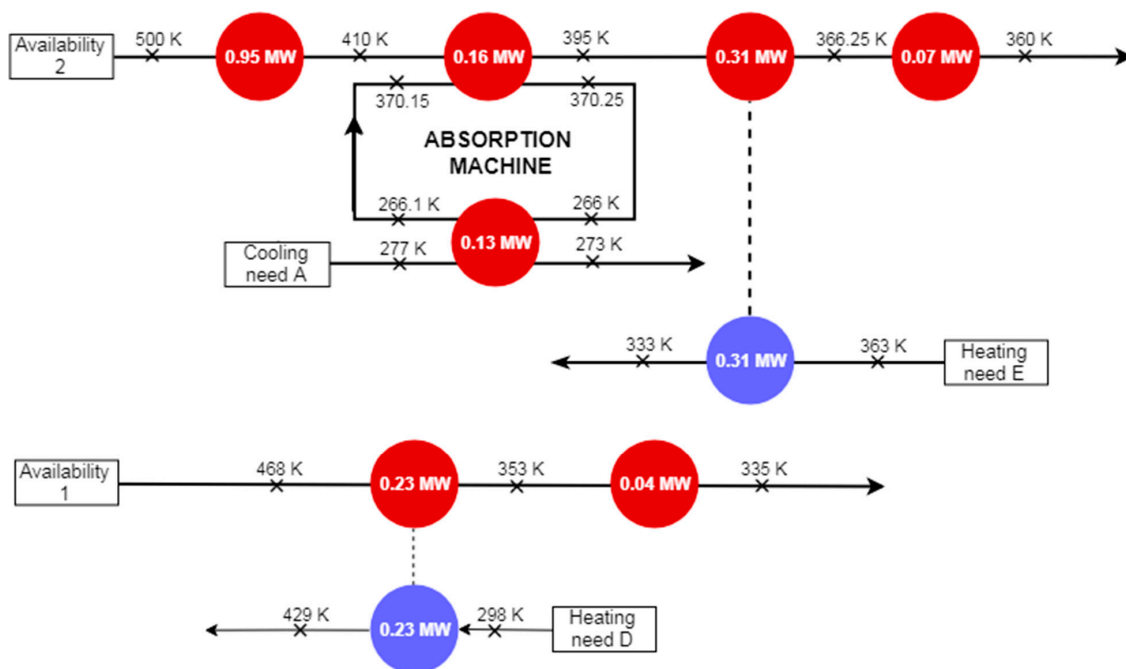 Availability
2
500 K
0.95 MW
410 K
0.16 MW
395 K
0.31 MW
366.25 K
0.07 MW
360 K
370.15
370.25
ABSORPTION
MACHINE
266.1 K
266 K
0.13 MW
Cooling
need A
277 K
273 K
333 K
0.31 MW
363 K
Heating
need E
Availability
1
468 K
0.23 MW
353 K
0.04 MW
335 K
429 K
0.23 MW
298 K
Heating
need D